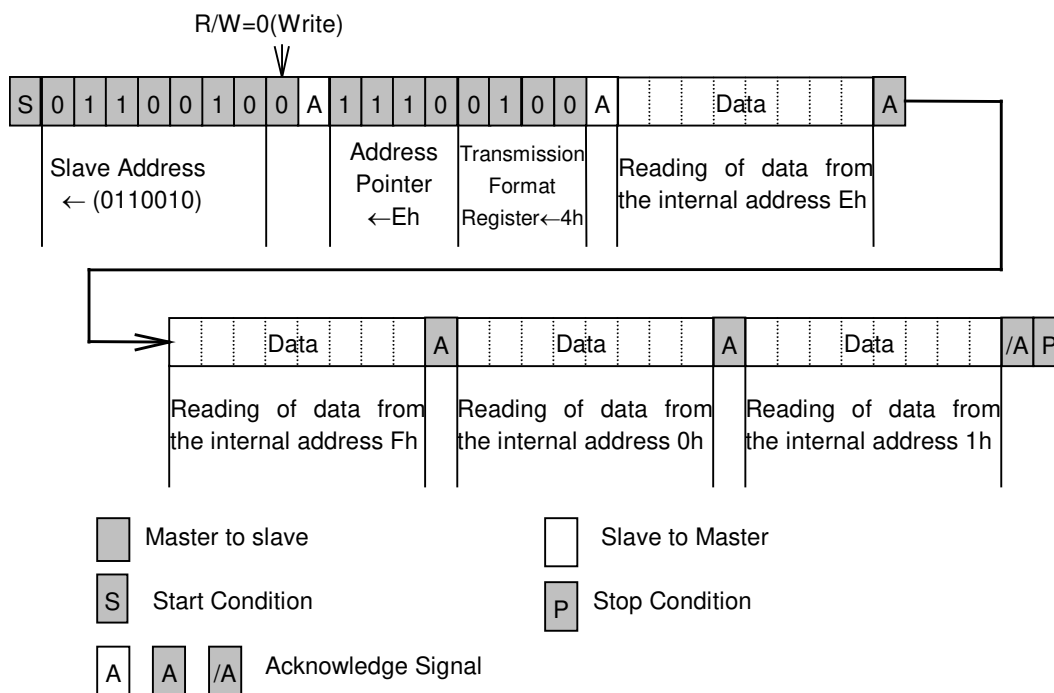 R/W=0(Write)
S 0 1 1 0 0 1 0 0 A 1 1 1 0 0 1 0 0 A Data A
Slave Address
← (0110010)
Address
Pointer
←Eh
Transmission
Format
Register←4h
Reading of data from
the internal address Eh
Data A Data A Data /A P
Reading of data from
the internal address Fh
Reading of data from
the internal address 0h
Reading of data from
the internal address 1h
Master to slave
Slave to Master
S Start Condition
P Stop Condition
A A /A Acknowledge Signal